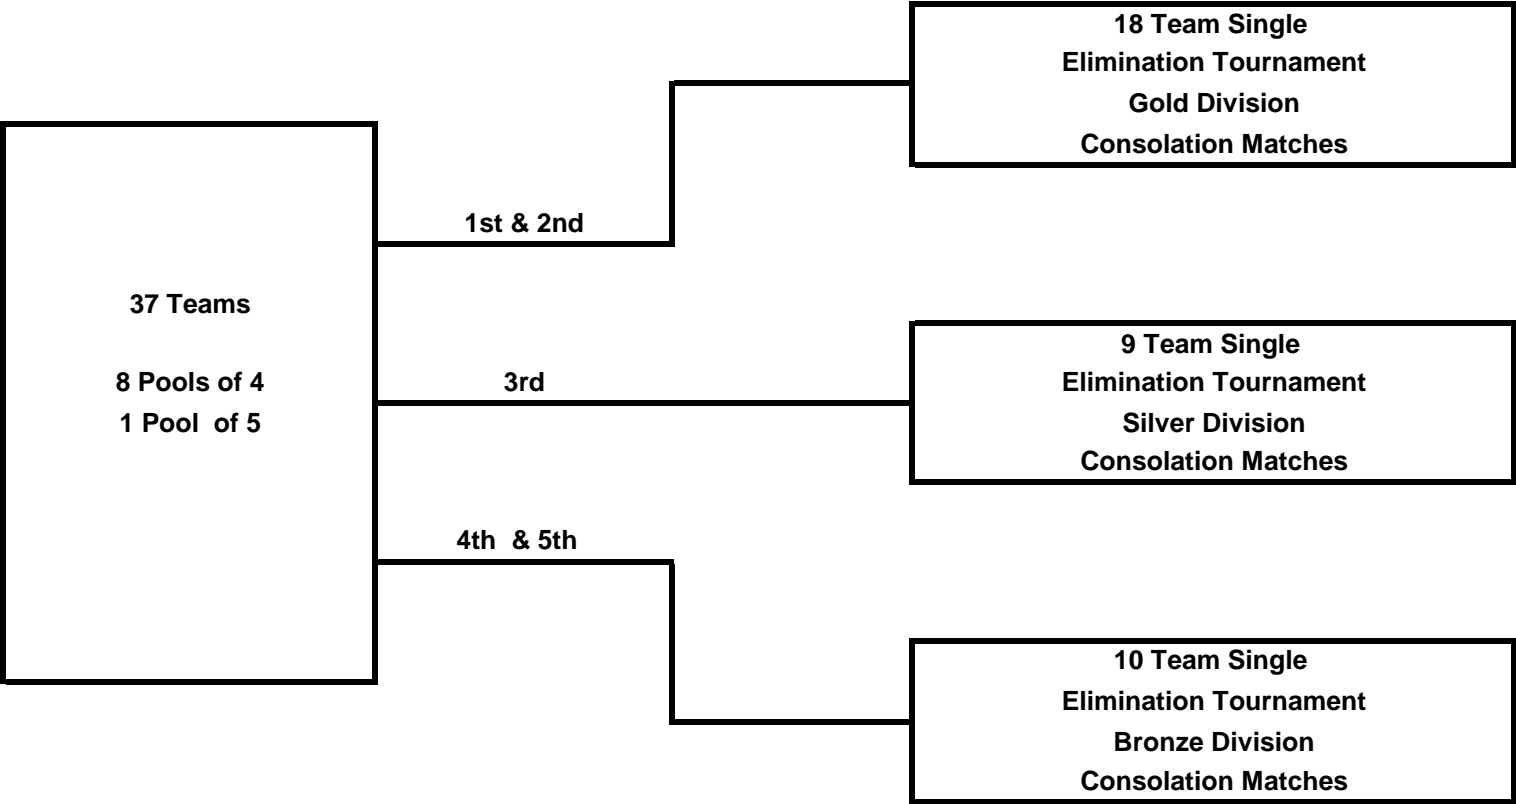 37 Teams
8 Pools of 4
1 Pool  of 5
1st & 2nd
3rd
4th  & 5th
18 Team Single
Elimination Tournament
Gold Division
Consolation Matches
9 Team Single
Elimination Tournament
Silver Division
Consolation Matches
10 Team Single
Elimination Tournament
Bronze Division
Consolation Matches